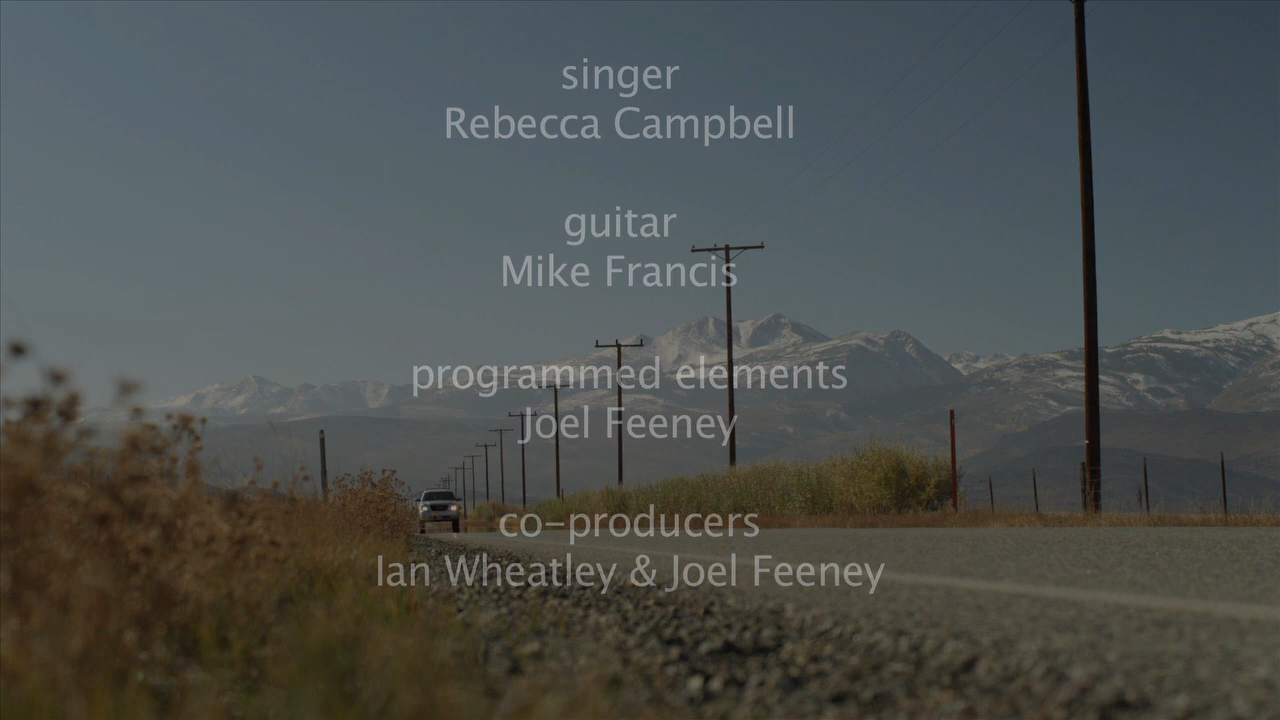 singer
Rebecca Campbell
guitar
Mike Francis
programmed elements
Joel Feeney
co-producers
Ian Wheatley & Joel Feeney